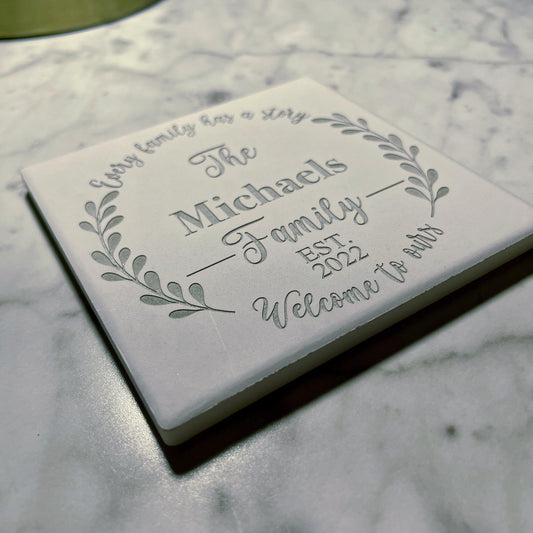 Every family has a story
The
Michaels
Family
EST.
2022
Welcome to ours